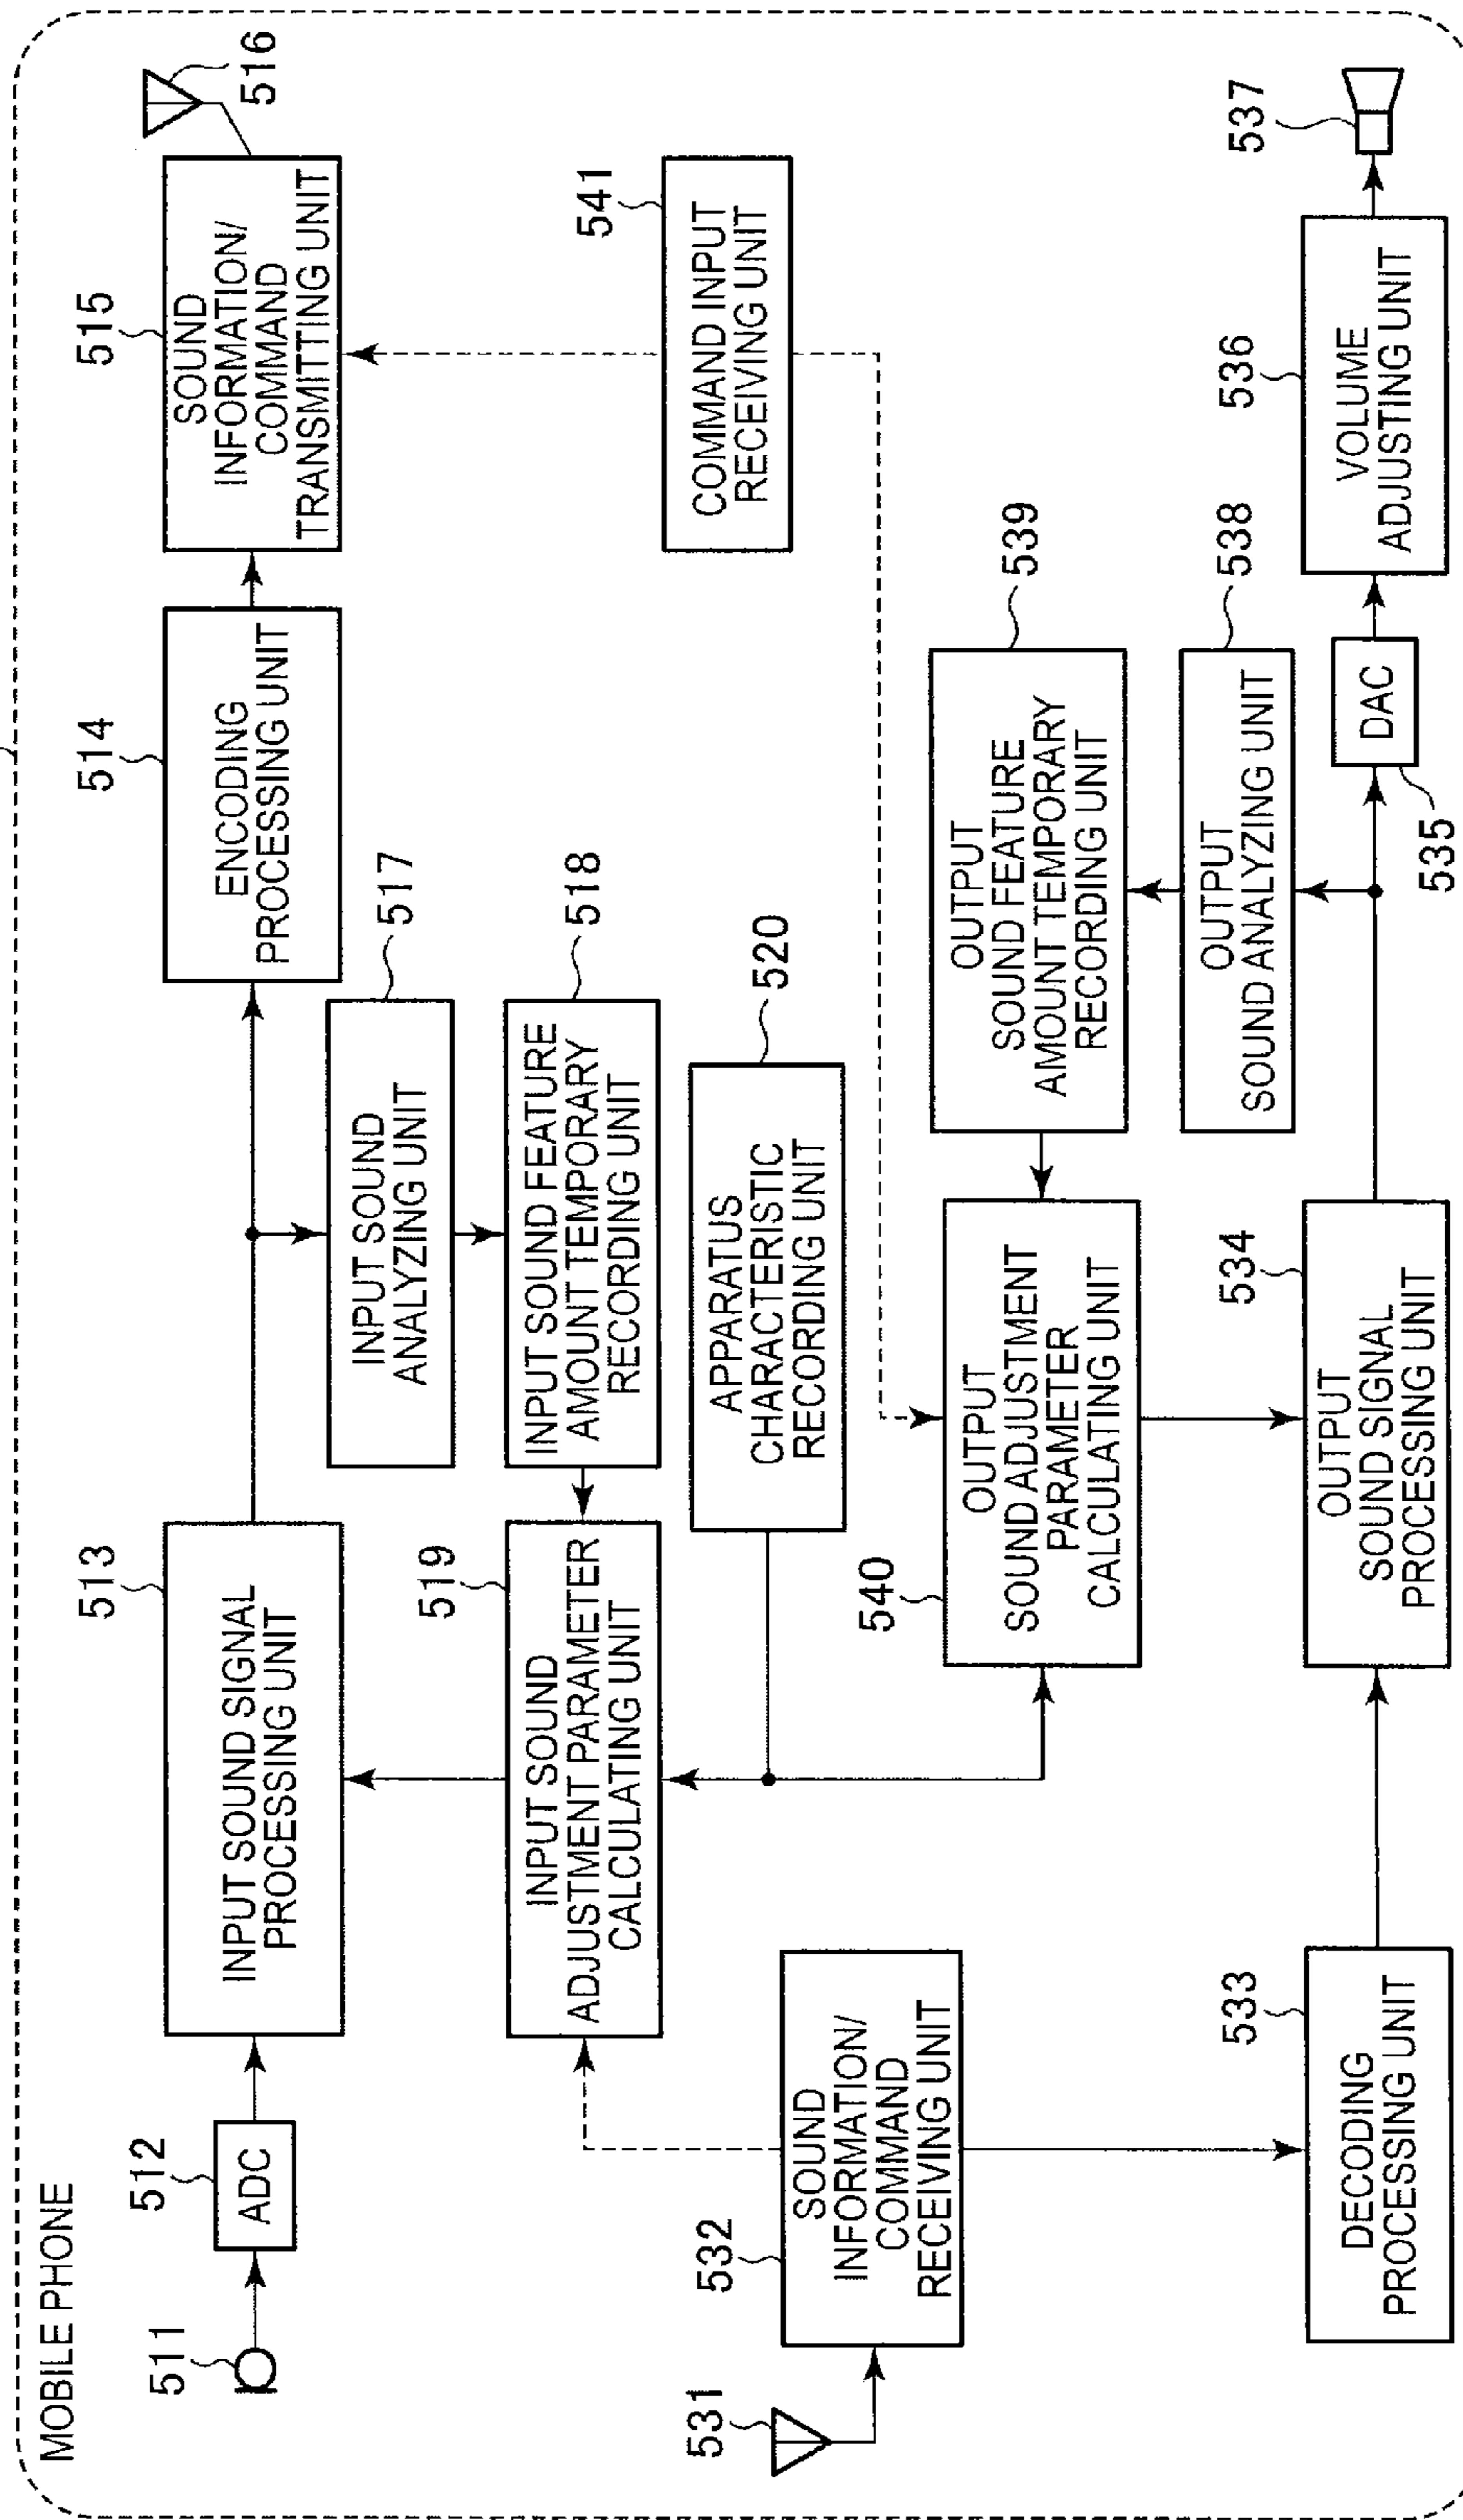 MOBILE PHONE
511
512
ADC
513
INPUT SOUND SIGNAL
PROCESSING UNIT
514
ENCODING
PROCESSING UNIT
515
SOUND
INFORMATION/
COMMAND
TRANSMITTING UNIT
516
517
INPUT SOUND
ANALYZING UNIT
518
INPUT SOUND FEATURE
AMOUNT TEMPORARY
RECORDING UNIT
519
INPUT SOUND
ADJUSTMENT PARAMETER
CALCULATING UNIT
520
APPARATUS
CHARACTERISTIC
RECORDING UNIT
541
COMMAND INPUT
RECEIVING UNIT
531
532
SOUND
INFORMATION/
COMMAND
RECEIVING UNIT
540
OUTPUT
SOUND ADJUSTMENT
PARAMETER
CALCULATING UNIT
539
OUTPUT
SOUND FEATURE
AMOUNT TEMPORARY
RECORDING UNIT
538
OUTPUT
SOUND ANALYZING UNIT
533
DECODING
PROCESSING UNIT
534
OUTPUT
SOUND SIGNAL
PROCESSING UNIT
DAC
535
536
VOLUME
ADJUSTING UNIT
537